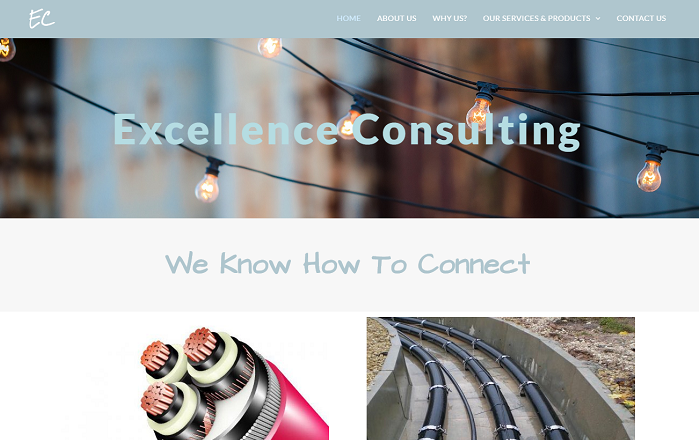 EC
HOME ABOUT US WHY US? OUR SERVICES & PRODUCTS CONTACT US
Excellence Consulting
We Know How To Connect